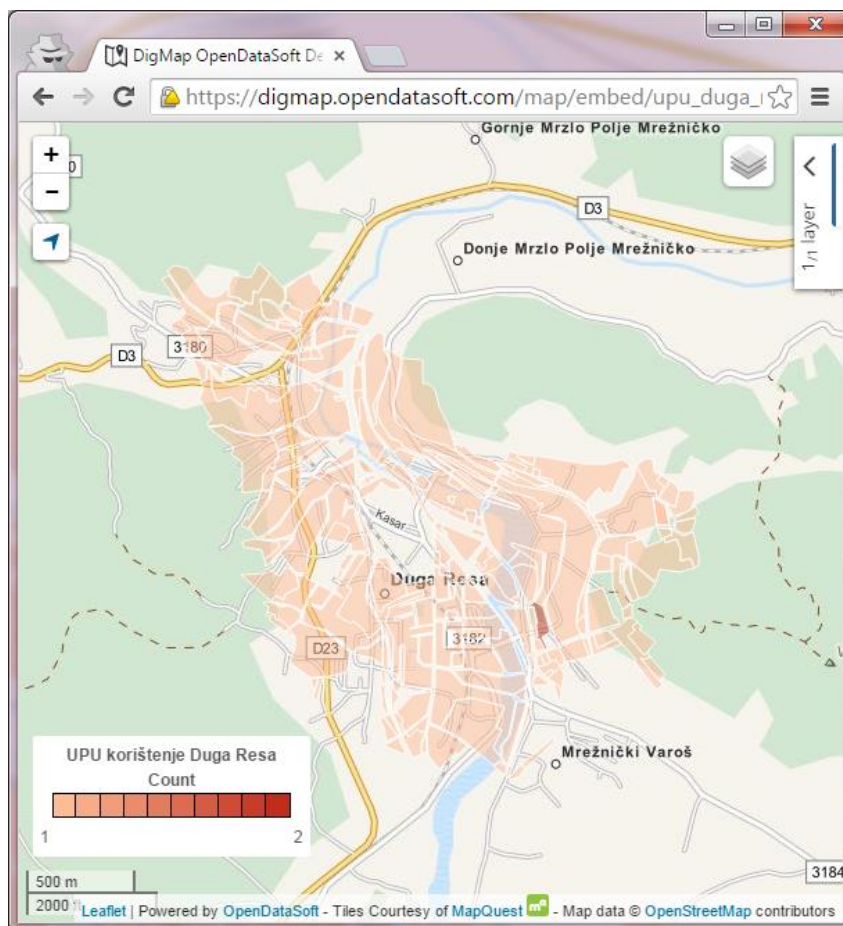 DigMap OpenDataSoft De
https://digmap.opendatasoft.com/map/embed/upu_duga_
Gornje Mrzlo Polje Mrežničko
+
−
D3
1/1 layer
Donje Mrzlo Polje Mrežničko
3180
D3
Kasar
Duga Resa
3182
D23
Mrežnički Varoš
UPU korištenje Duga Resa
Count
1 2
3184
500 m
2000
Leaflet | Powered by OpenDataSoft - Tiles Courtesy of MapQuest - Map data © OpenStreetMap contributors